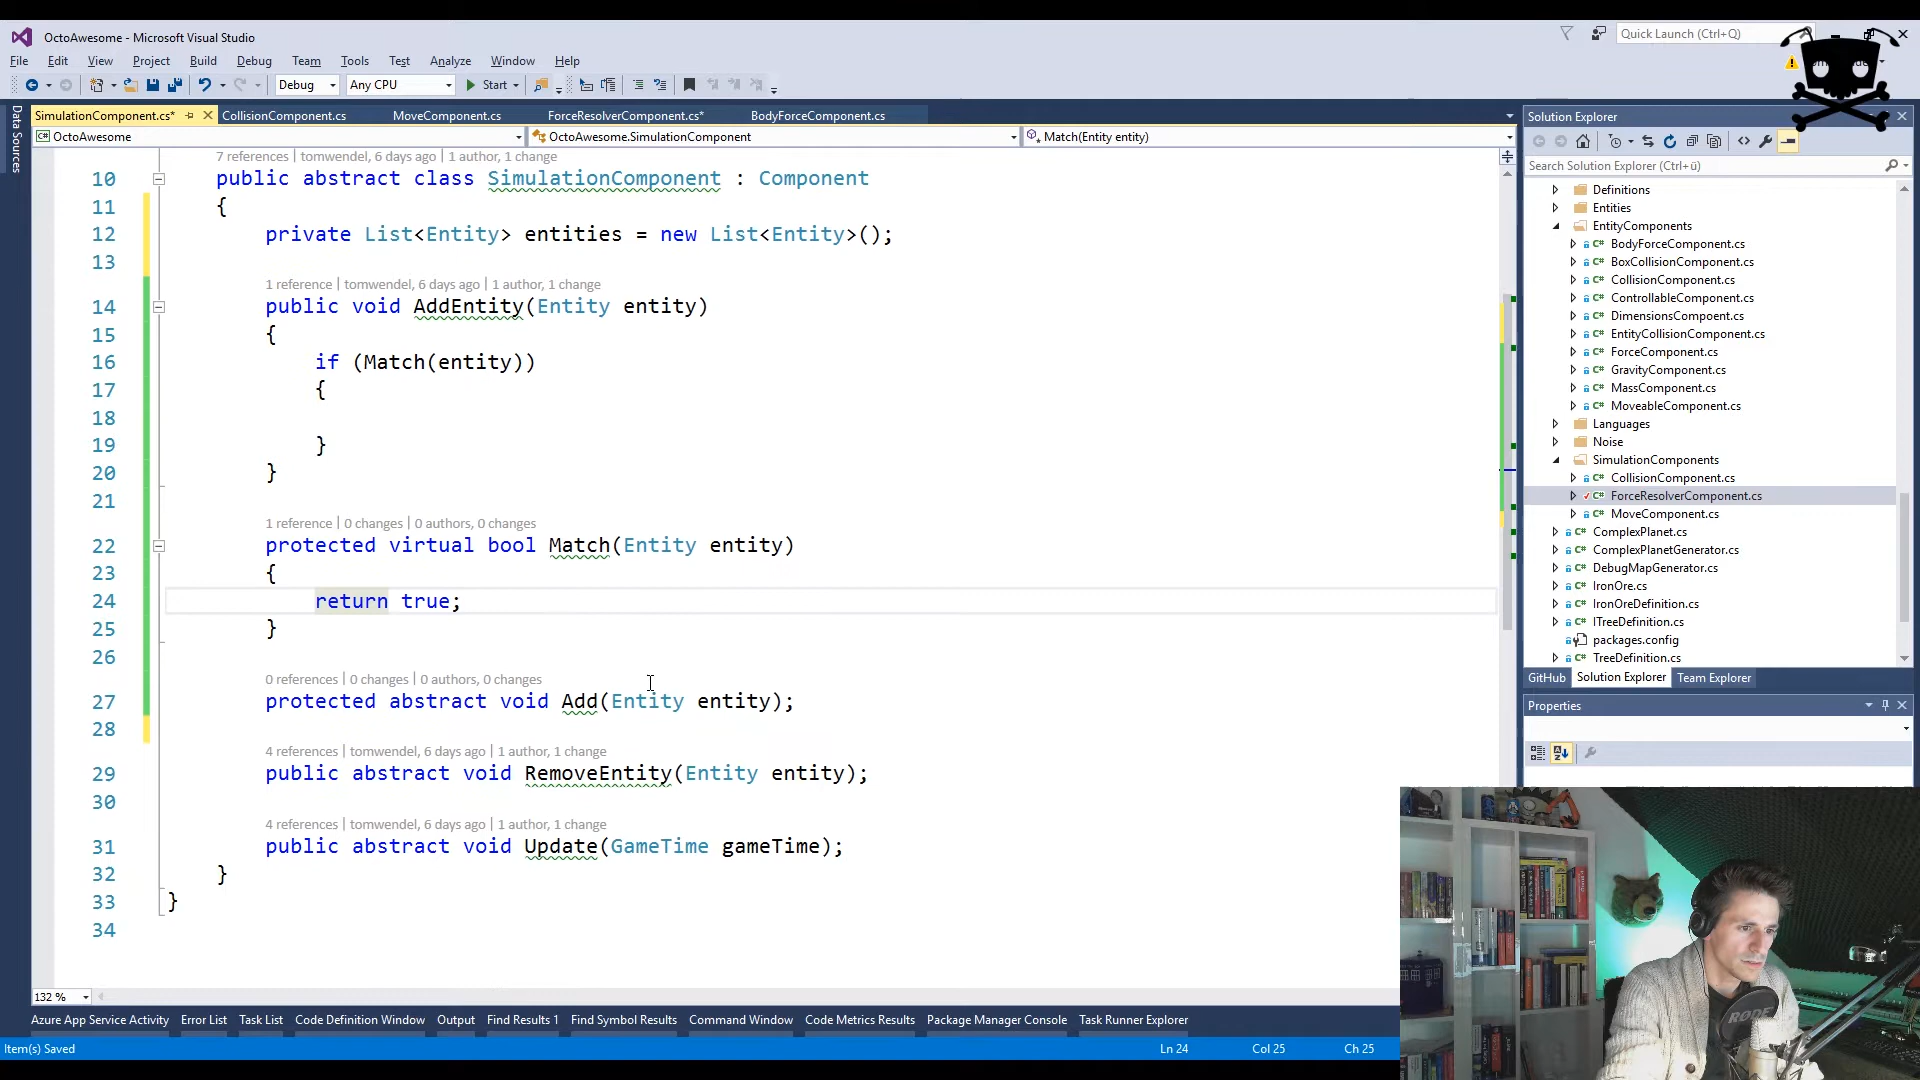 OctoAwesome - Microsoft Visual Studio
Quick Launch (Ctrl+Q)
File Edit View Project Build Debug Team Tools Test Analyze Window Help
Debug Any CPU Start
SimulationComponent.cs* CollisionComponent.cs MoveComponent.cs ForceResolverComponent.cs* BodyForceComponent.cs
OctoAwesome OctoAwesome.SimulationComponent Match(Entity entity)
Data Sources
7 references | tomwendel, 6 days ago | 1 author, 1 change
10 public abstract class SimulationComponent : Component
11 {
12 private List<Entity> entities = new List<Entity>();
13
1 reference | tomwendel, 6 days ago | 1 author, 1 change
14 public void AddEntity(Entity entity)
15 {
16 if (Match(entity))
17 {
18
19 }
20 }
21
1 reference | 0 changes | 0 authors, 0 changes
22 protected virtual bool Match(Entity entity)
23 {
24 return true;
25 }
26
0 references | 0 changes | 0 authors, 0 changes
27 protected abstract void Add(Entity entity);
28
4 references | tomwendel, 6 days ago | 1 author, 1 change
29 public abstract void RemoveEntity(Entity entity);
30
4 references | tomwendel, 6 days ago | 1 author, 1 change
31 public abstract void Update(GameTime gameTime);
32 }
33 }
34
132 %
Solution Explorer
Search Solution Explorer (Ctrl+ü)
Definitions
Entities
EntityComponents
C# BodyForceComponent.cs
C# BoxCollisionComponent.cs
C# CollisionComponent.cs
C# ControllableComponent.cs
C# DimensionsCompoent.cs
C# EntityCollisionComponent.cs
C# ForceComponent.cs
C# GravityComponent.cs
C# MassComponent.cs
C# MoveableComponent.cs
Languages
Noise
SimulationComponents
C# CollisionComponent.cs
C# ForceResolverComponent.cs
C# MoveComponent.cs
C# ComplexPlanet.cs
C# ComplexPlanetGenerator.cs
C# DebugMapGenerator.cs
C# IronOre.cs
C# IronOreDefinition.cs
C# ITreeDefinition.cs
packages.config
C# TreeDefinition.cs
GitHub Solution Explorer Team Explorer
Properties
RODE
Azure App Service Activity Error List Task List Code Definition Window Output Find Results 1 Find Symbol Results Command Window Code Metrics Results Package Manager Console Task Runner Explorer
Item(s) Saved Ln 24 Col 25 Ch 25